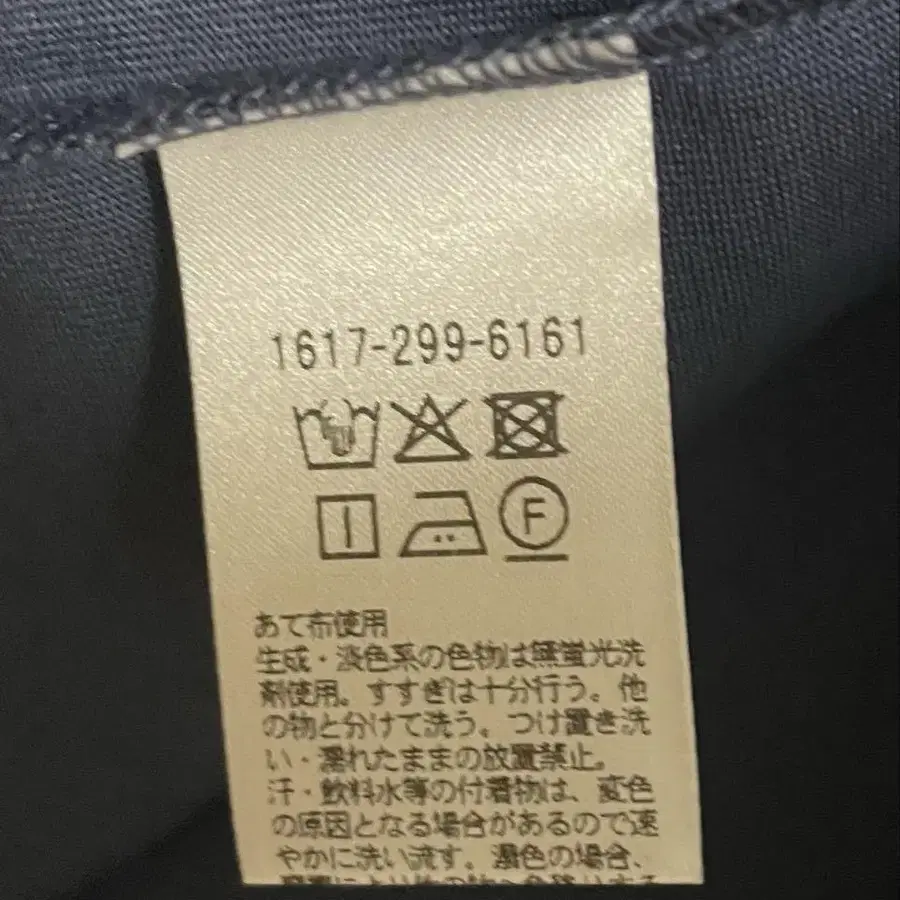 1617-299-6161
F
あて布使用
生成・淡色系の色物は無蛍光洗
剤使用。すすぎは十分行う。他
の物と分けて洗う。つけ置き洗
い・濡れたままの放置禁止。
汗・飲料水等の付着物は、変色
の原因となる場合があるので速
やかに洗い流す。濃色の場合、